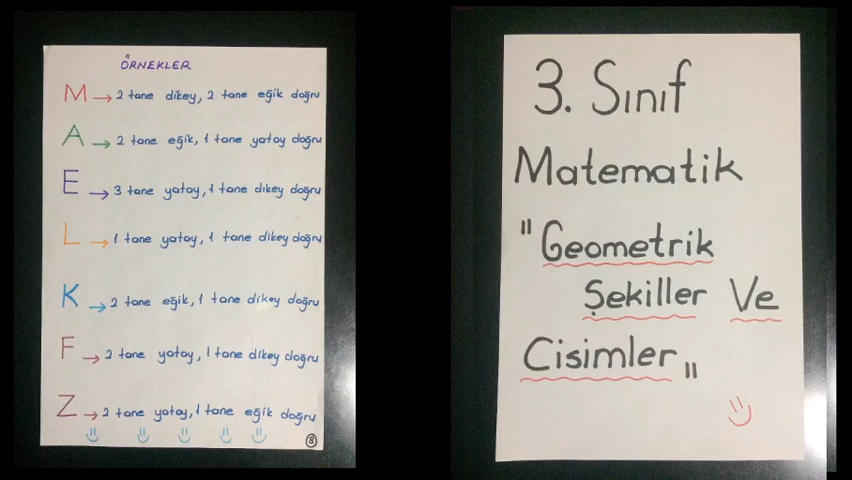 ÖRNEKLER
M → 2 tane dikey, 2 tane eğik doğru
A → 2 tane eğik, 1 tane yatay doğru
E → 3 tane yatay, 1 tane dikey doğru
L → 1 tane yatay, 1 tane dikey doğru
K → 2 tane eğik, 1 tane dikey doğru
F → 2 tane yatay, 1 tane dikey doğru
Z → 2 tane yatay, 1 tane eğik doğru
8
3. Sınıf
Matematik
"Geometrik
Şekiller Ve
Cisimler"